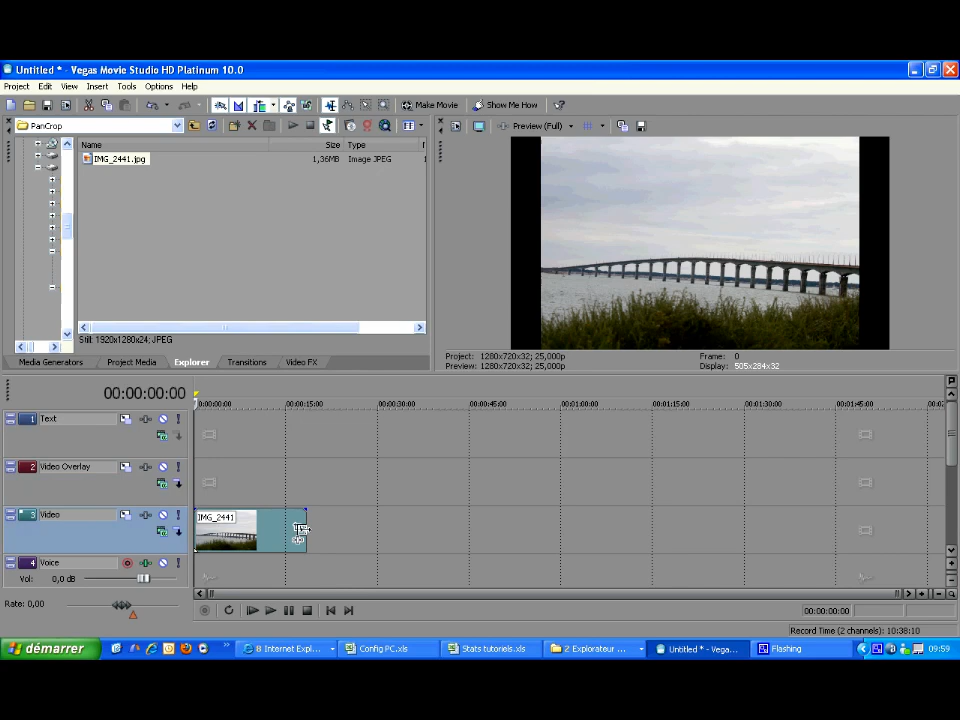 Untitled * - Vegas Movie Studio HD Platinum 10.0
Project Edit View Insert Tools Options Help
Make Movie Show Me How
PanCrop
Preview (Full)
Name Size Type
IMG_2441.jpg 1,36MB Image JPEG
Still: 1920x1280x24; JPEG
Media Generators Project Media Explorer Transitions Video FX
Project: 1280x720x32; 25,000p Frame: 0
Preview: 1280x720x32; 25,000p Display: 505x284x32
00:00:00:00
0:00:00:00 00:00:15:00 00:00:30:00 00:00:45:00 00:01:00:00 00:01:15:00 00:01:30:00 00:01:45:00
1 Text
2 Video Overlay
3 Video
IMG_2441
4 Voice
Vol: 0,0 dB
Rate: 0,00
00:00:00:00
Record Time (2 channels): 10:38:10
démarrer
8 Internet Expl...
Config PC.xls
Stats tutoriels.xls
2 Explorateur ...
Untitled * - Vega...
Flashing
09:59